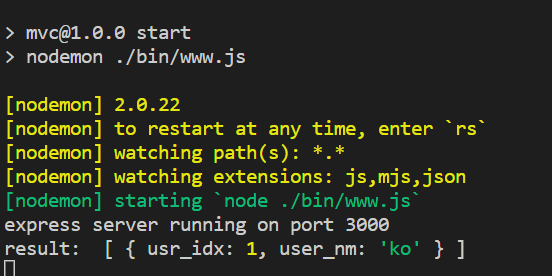 > mvc@1.0.0 start
> nodemon ./bin/www.js
[nodemon] 2.0.22
[nodemon] to restart at any time, enter `rs`
[nodemon] watching path(s): *.*
[nodemon] watching extensions: js,mjs,json
[nodemon] starting `node ./bin/www.js`
express server running on port 3000
result:  [ { usr_idx: 1, user_nm: 'ko' } ]